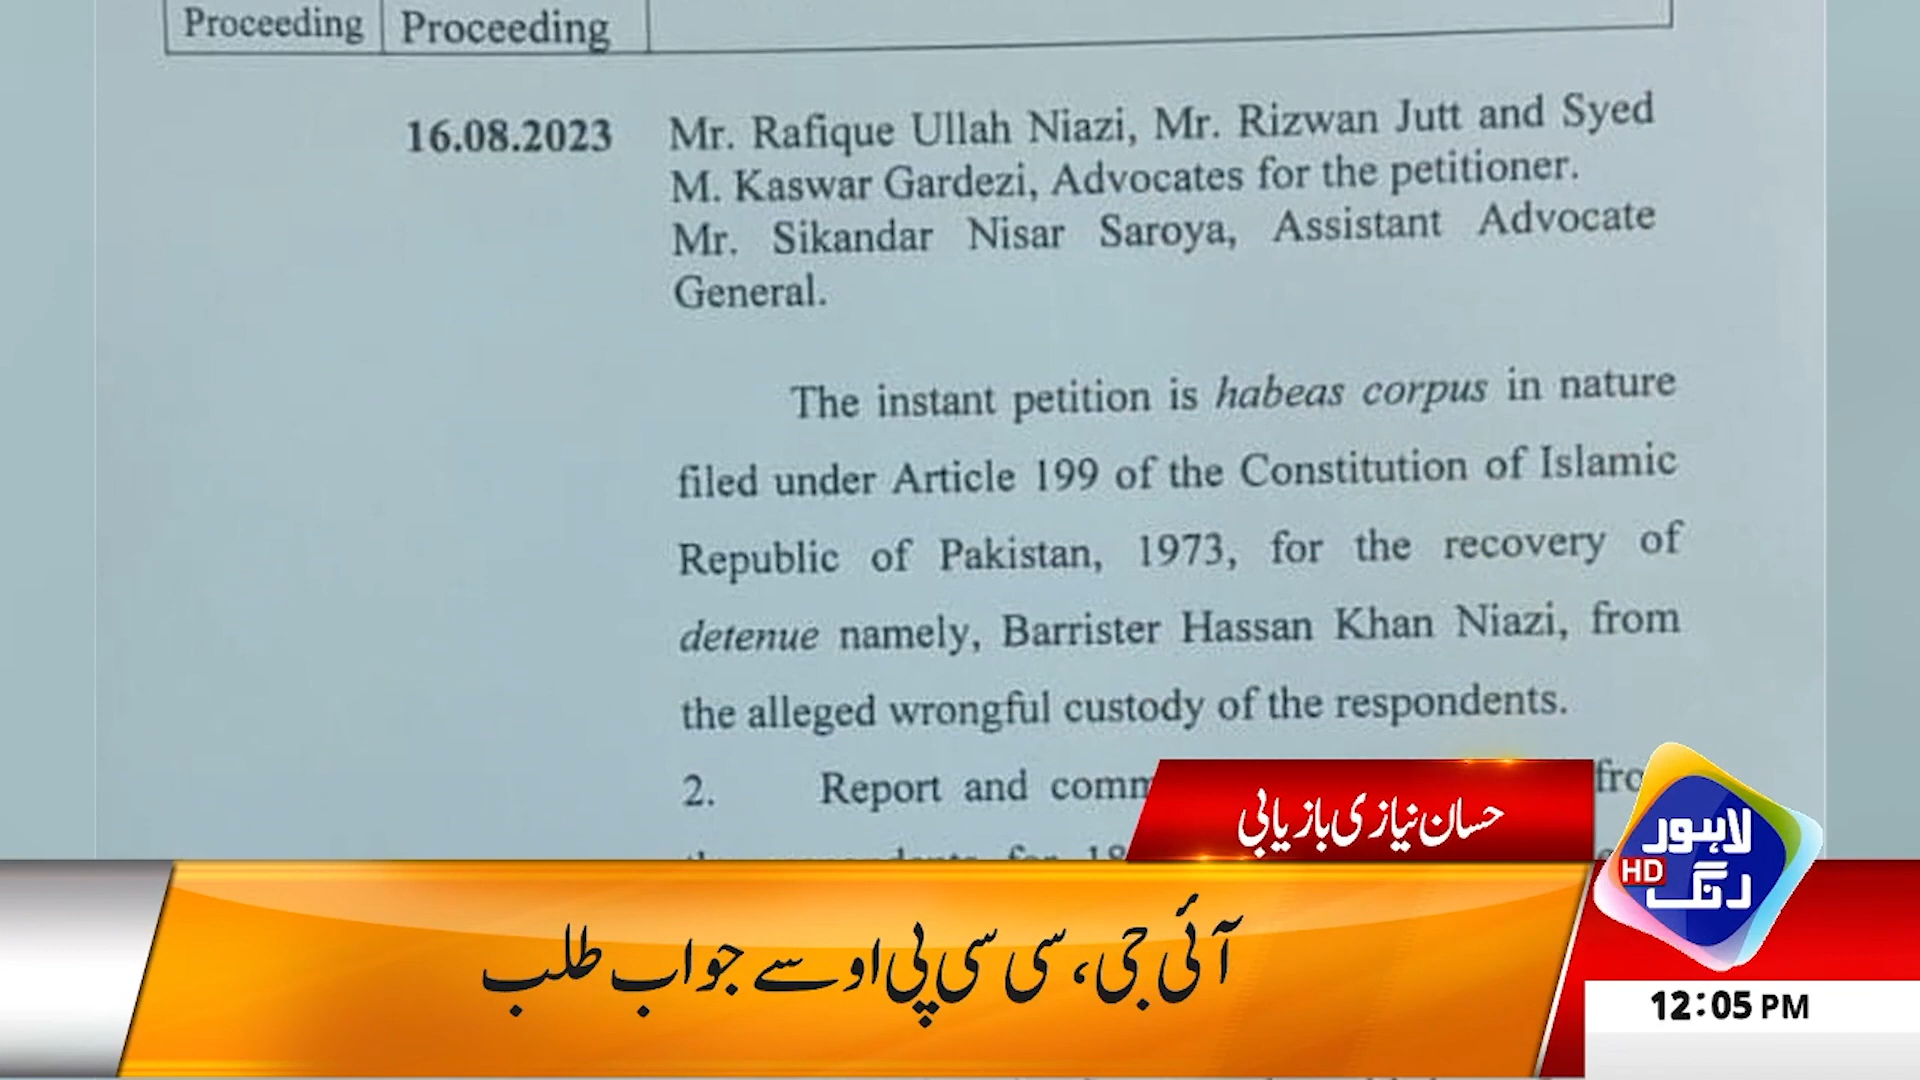 Proceeding Proceeding
16.08.2023 Mr. Rafique Ullah Niazi, Mr. Rizwan Jutt and Syed
M. Kaswar Gardezi, Advocates for the petitioner.
Mr. Sikandar Nisar Saroya, Assistant Advocate
General.
The instant petition is habeas corpus in nature
filed under Article 199 of the Constitution of Islamic
Republic of Pakistan, 1973, for the recovery of
detenue namely, Barrister Hassan Khan Niazi, from
the alleged wrongful custody of the respondents.
2. Report and comm
حسان نیازی بازیابی
لاہور
HD رنگ
آئی جی، سی سی پی او سے جواب طلب
12:05 PM